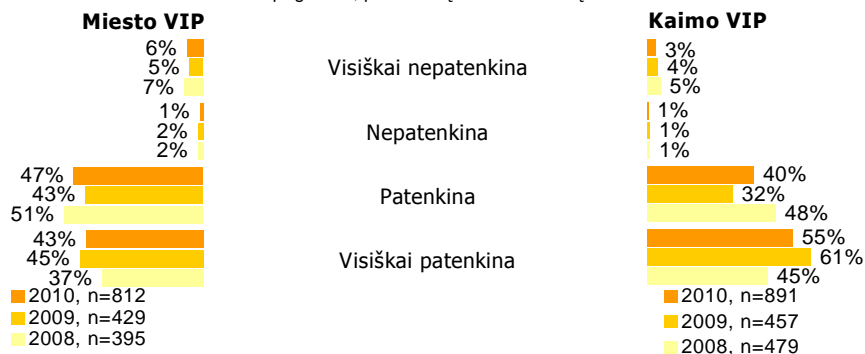 Miesto VIP
Kaimo VIP
6%
5%
7%
Visiškai nepatenkina
3%
4%
5%
1%
2%
2%
Nepatenkina
1%
1%
1%
47%
43%
51%
Patenkina
40%
32%
48%
43%
45%
37%
Visiškai patenkina
55%
61%
45%
2010, n=812
2009, n=429
2008, n=395
2010, n=891
2009, n=457
2008, n=479